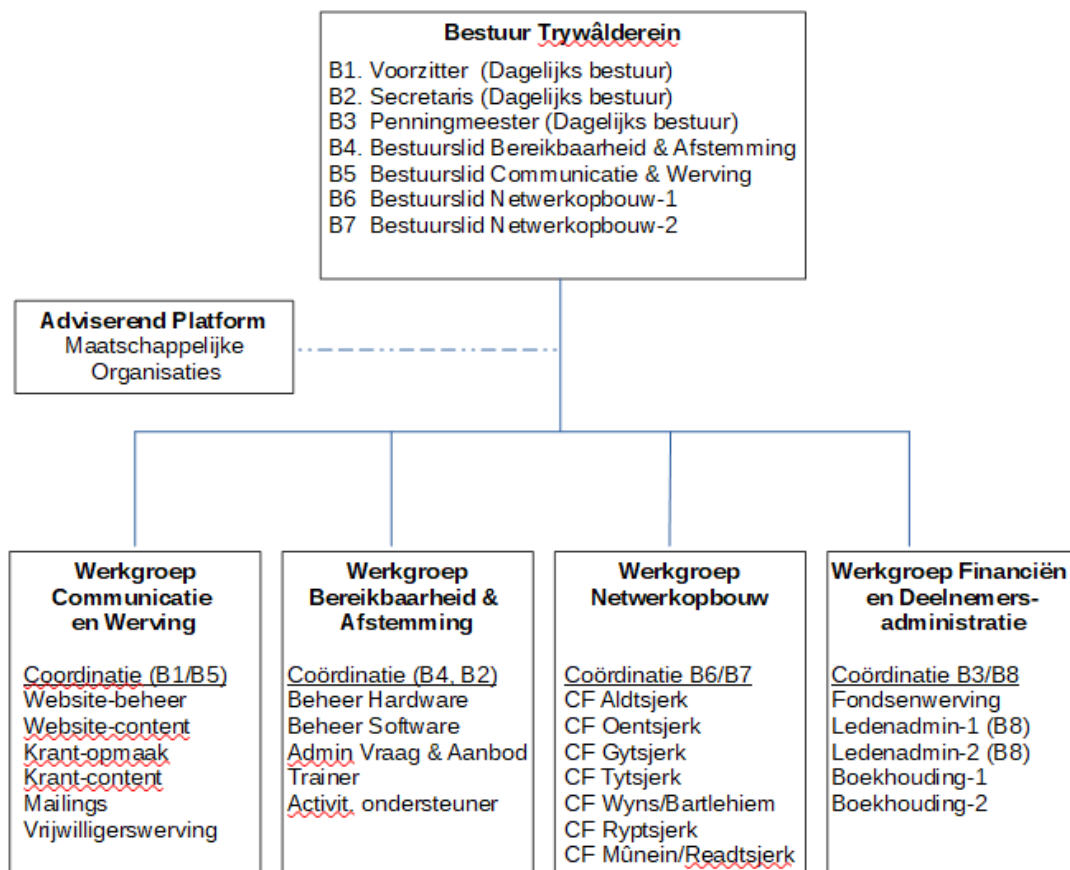 Bestuur Trywâlderein
B1. Voorzitter (Dagelijks bestuur)
B2. Secretaris (Dagelijks bestuur)
B3 Penningmeester (Dagelijks bestuur)
B4. Bestuurslid Bereikbaarheid & Afstemming
B5 Bestuurslid Communicatie & Werving
B6 Bestuurslid Netwerkopbouw-1
B7 Bestuurslid Netwerkopbouw-2
Adviserend Platform
Maatschappelijke
Organisaties
Werkgroep
Communicatie
en Werving
Coordinatie (B1/B5)
Website-beheer
Website-content
Krant-opmaak
Krant-content
Mailings
Vrijwilligerswerving
Werkgroep
Bereikbaarheid &
Afstemming
Coördinatie (B4, B2)
Beheer Hardware
Beheer Software
Admin Vraag & Aanbod
Trainer
Activit. ondersteuner
Werkgroep
Netwerkopbouw
Coördinatie B6/B7
CF Aldtsjerk
CF Oentsjerk
CF Gytsjerk
CF Tytsjerk
CF Wyns/Bartlehiem
CF Ryptsjerk
CF Mûnein/Readtsjerk
Werkgroep Financiën
en Deelnemers-
administratie
Coördinatie B3/B8
Fondsenwerving
Ledenadmin-1 (B8)
Ledenadmin-2 (B8)
Boekhouding-1
Boekhouding-2